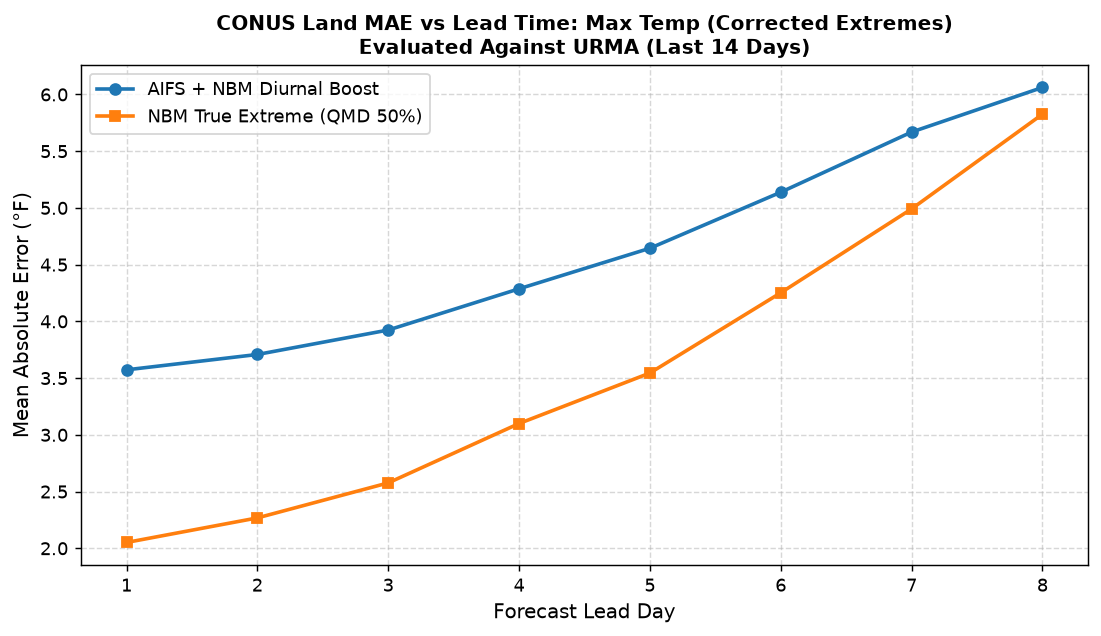 CONUS Land MAE vs Lead Time: Max Temp (Corrected Extremes)
Evaluated Against URMA (Last 14 Days)
AIFS + NBM Diurnal Boost
NBM True Extreme (QMD 50%)
Mean Absolute Error (°F)
6.0
5.5
5.0
4.5
4.0
3.5
3.0
2.5
2.0
1 2 3 4 5 6 7 8
Forecast Lead Day